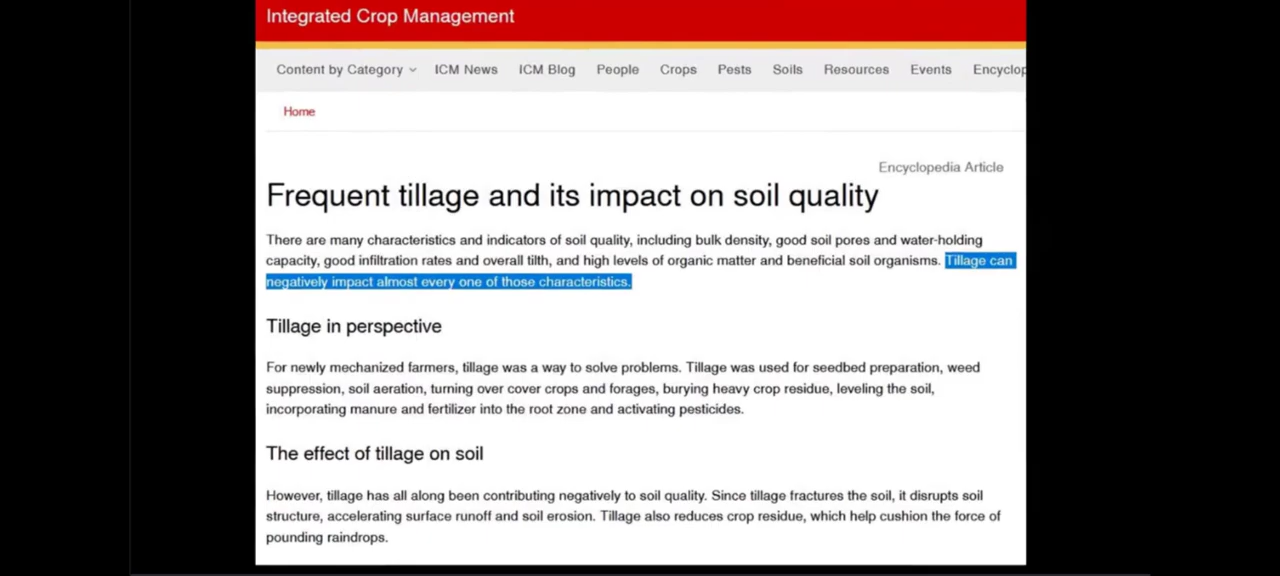 Integrated Crop Management
Content by Category ICM News ICM Blog People Crops Pests Soils Resources Events Encyclop
Home
Encyclopedia Article
Frequent tillage and its impact on soil quality
There are many characteristics and indicators of soil quality, including bulk density, good soil pores and water-holding
capacity, good infiltration rates and overall tilth, and high levels of organic matter and beneficial soil organisms. Tillage can
negatively impact almost every one of those characteristics.
Tillage in perspective
For newly mechanized farmers, tillage was a way to solve problems. Tillage was used for seedbed preparation, weed
suppression, soil aeration, turning over cover crops and forages, burying heavy crop residue, leveling the soil,
incorporating manure and fertilizer into the root zone and activating pesticides.
The effect of tillage on soil
However, tillage has all along been contributing negatively to soil quality. Since tillage fractures the soil, it disrupts soil
structure, accelerating surface runoff and soil erosion. Tillage also reduces crop residue, which help cushion the force of
pounding raindrops.